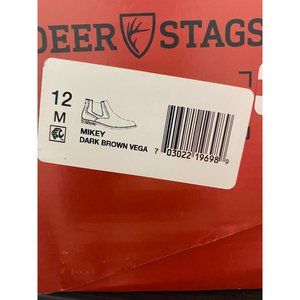 DEER STAGS
12
M
MIKEY
DARK BROWN VEGA
7 03022 19698 9